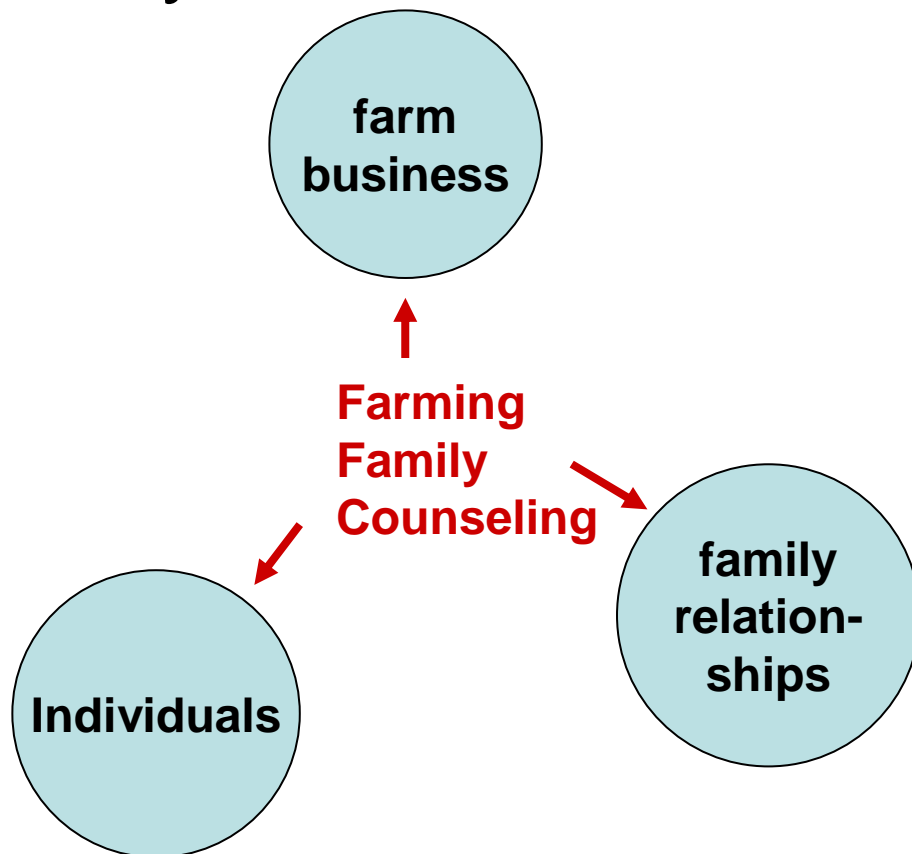 farm
business
Farming
Family
Counseling
family
relation-
ships
Individuals